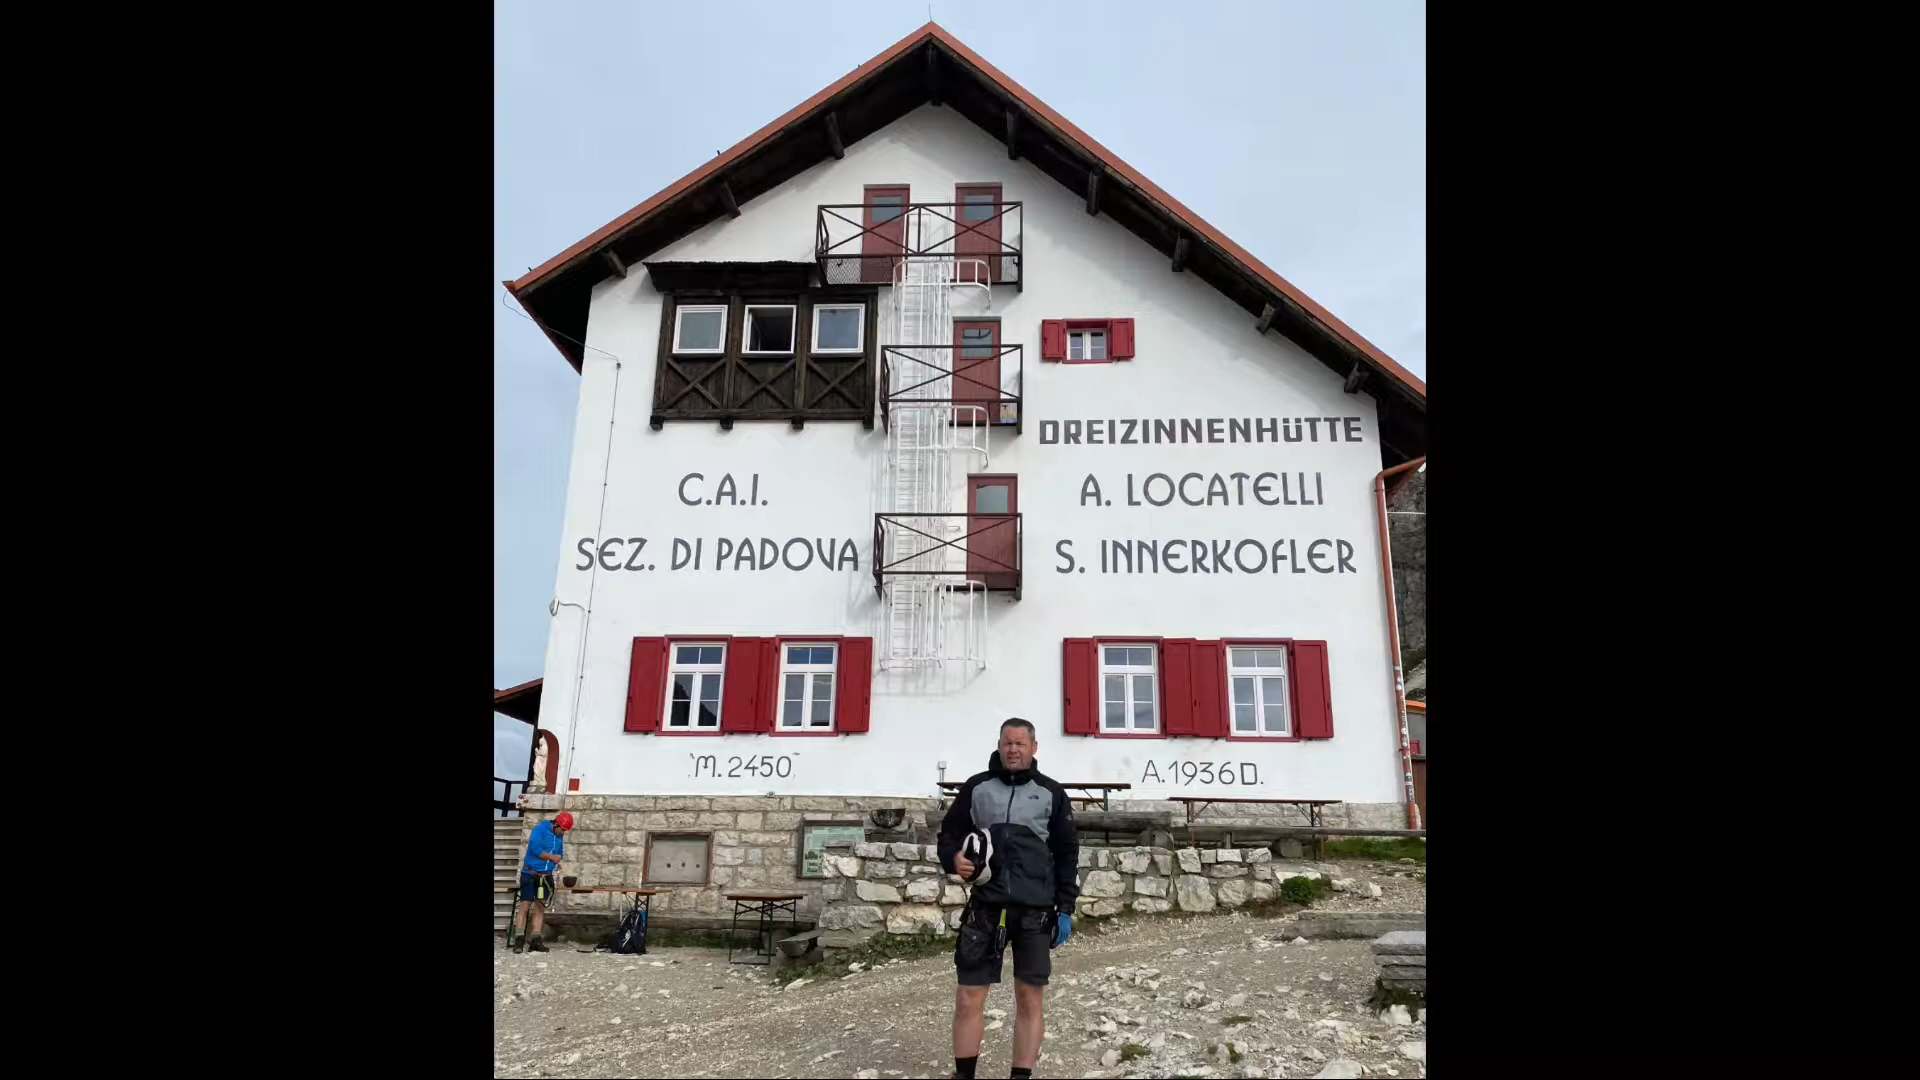 DREIZINNENHÜTTE
C.A.I.
A. LOCATELLI
SEZ. DI PADOVA
S. INNERKOFLER
"M. 2450"
A. 1936 D.